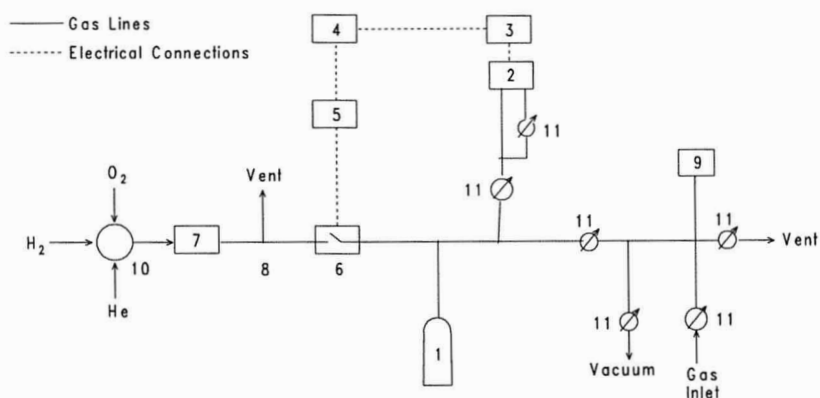 Gas Lines
Electrical Connections
4
3
2
5
11
9
O₂
Vent
11
11
11
H₂
7
Vent
10
8
6
He
11
11
1
Vacuum
Gas
Inlet